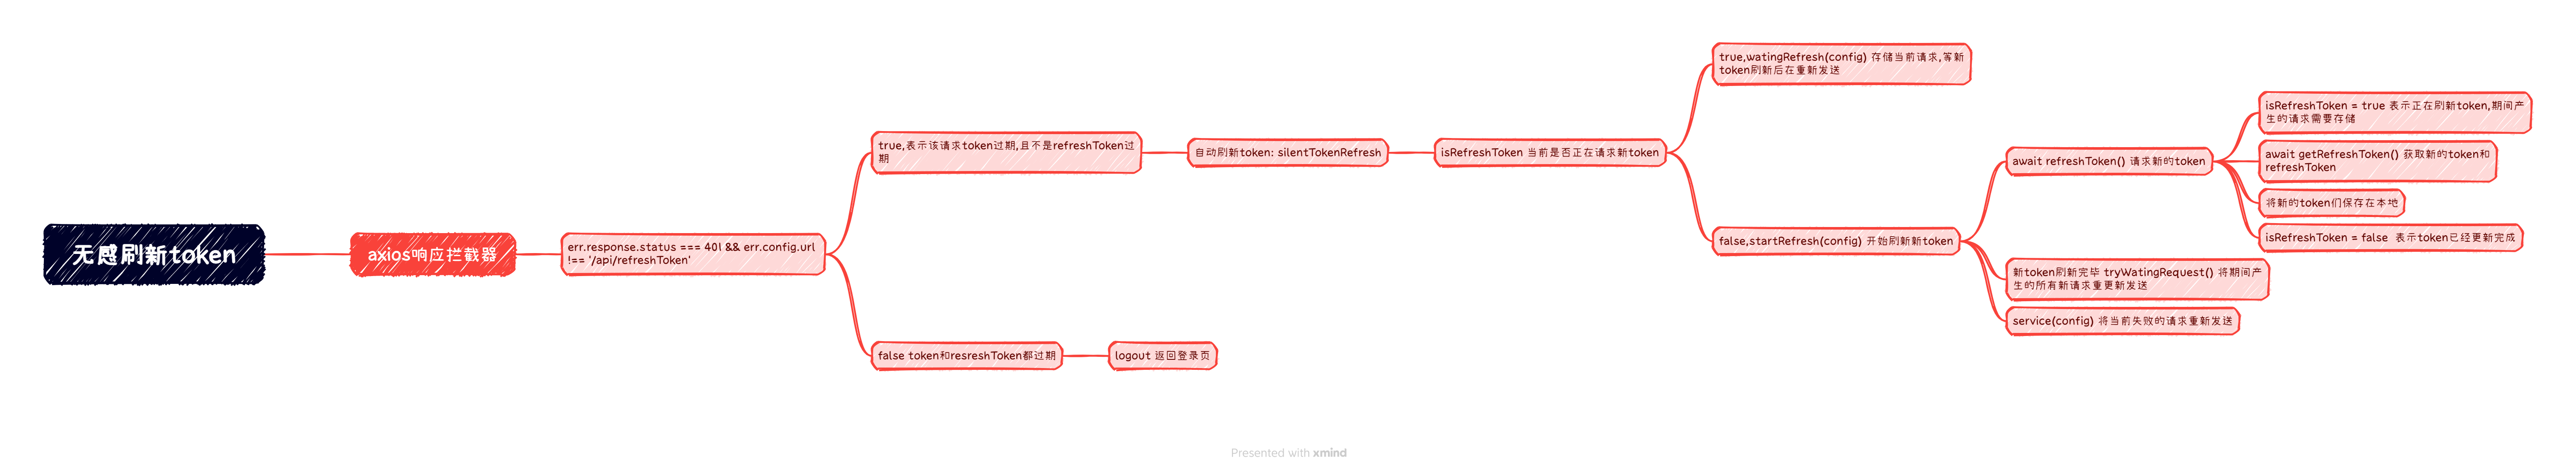 无感刷新token
axios响应拦截器
err.response.status === 401 && err.config.url
!== '/api/refreshToken'
true,表示该请求token过期,且不是refreshToken过
期
自动刷新token: silentTokenRefresh
isRefreshToken 当前是否正在请求新token
true,watingRefresh(config) 存储当前请求,等新
token刷新后在重新发送
false,startRefresh(config) 开始刷新新token
await refreshToken() 请求新的token
isRefreshToken = true 表示正在刷新token,期间产
生的请求需要存储
await getRefreshToken() 获取新的token和
refreshToken
将新的token们保存在本地
isRefreshToken = false 表示token已经更新完成
新token刷新完毕 tryWatingRequest() 将期间产
生的所有新请求重更新发送
service(config) 将当前失败的请求重新发送
false token和resreshToken都过期
logout 返回登录页
Presented with xmind